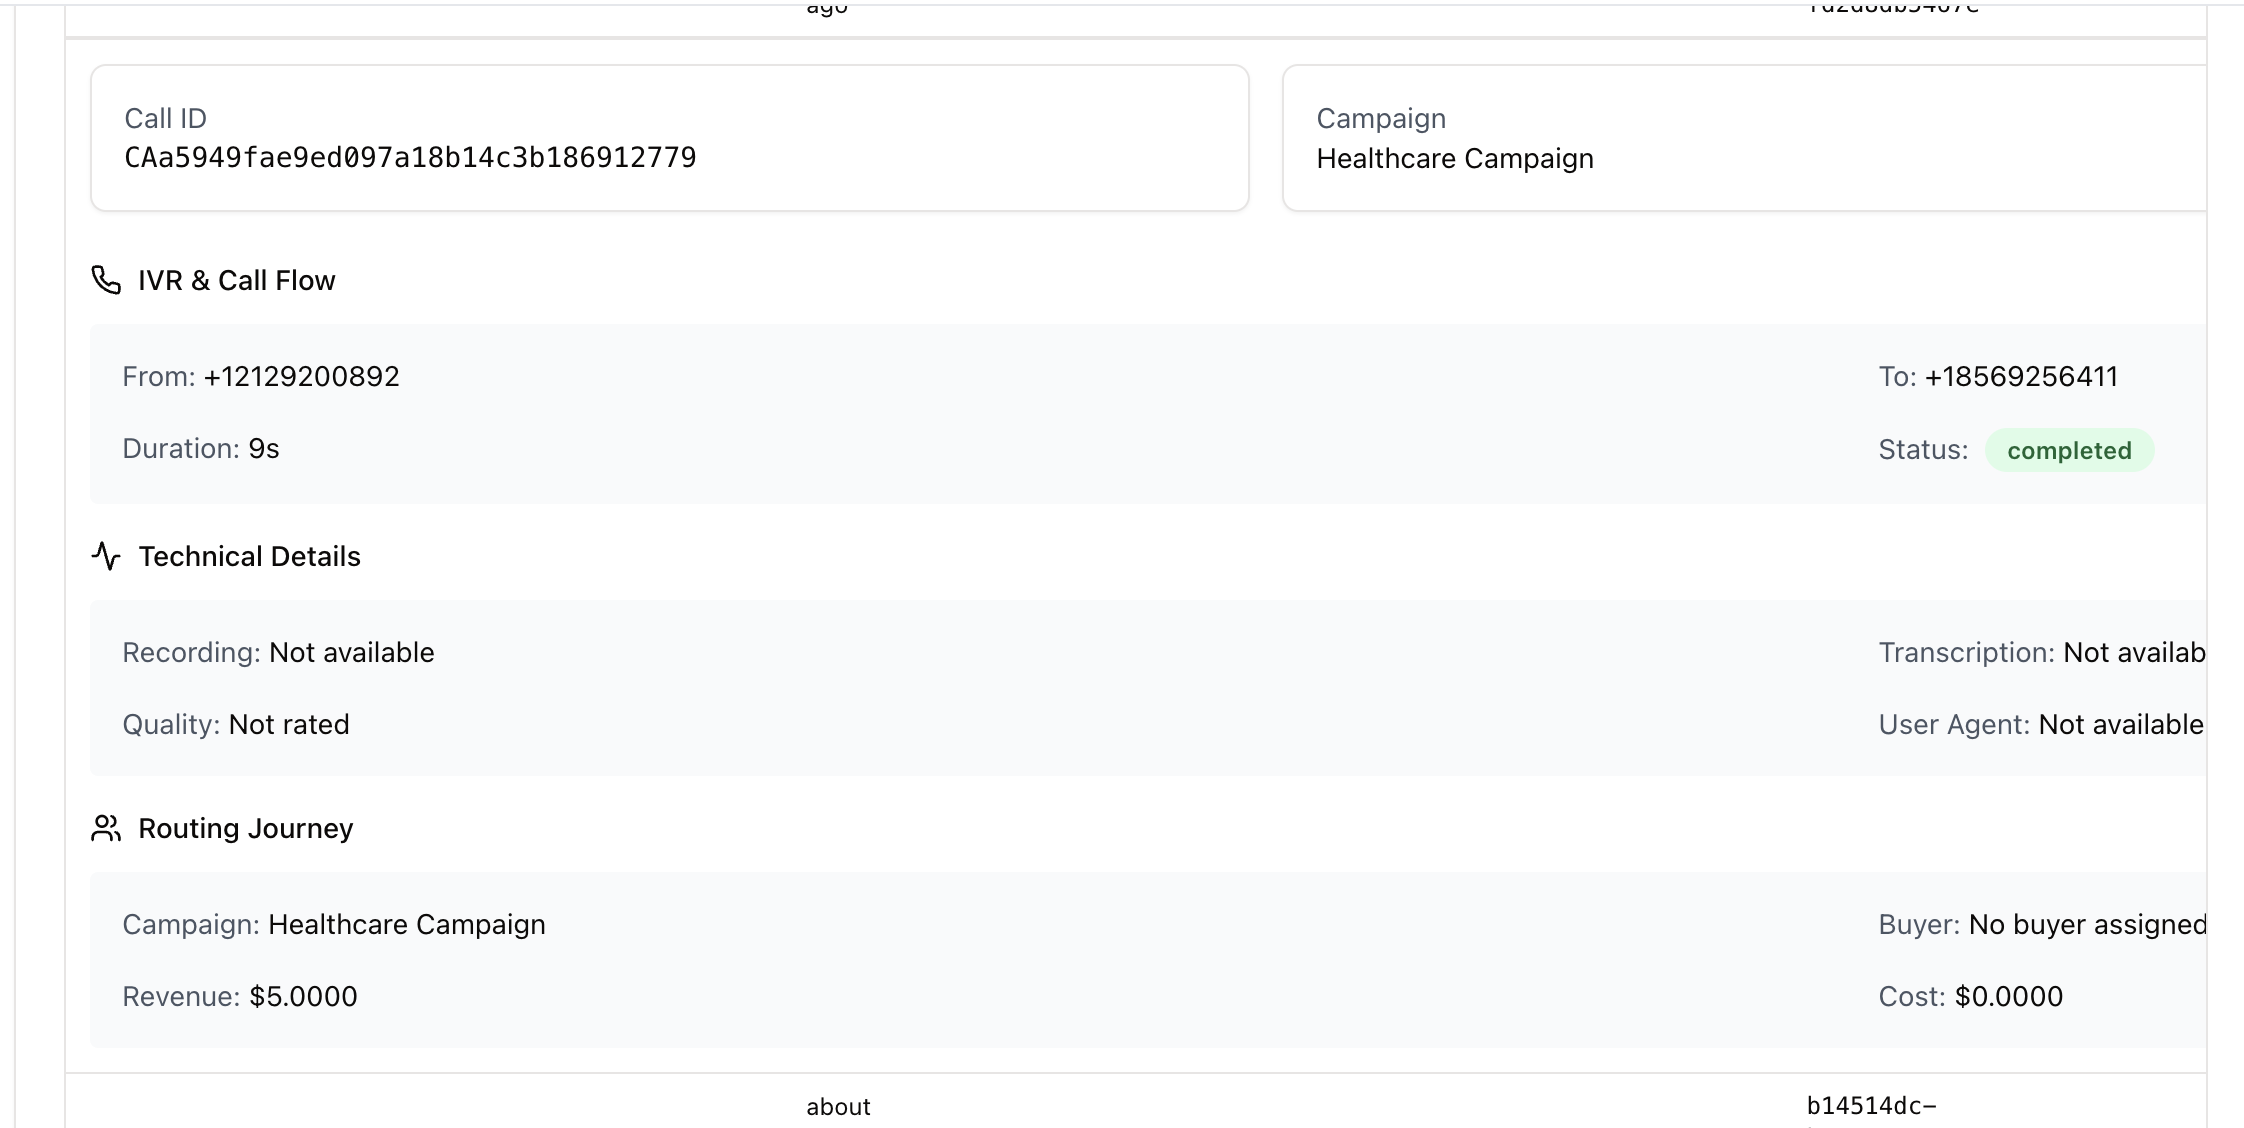 ago
Call ID
CAa5949fae9ed097a18b14c3b186912779
Campaign
Healthcare Campaign
IVR & Call Flow
From: +12129200892
To: +18569256411
Duration: 9s
Status: completed
Technical Details
Recording: Not available
Transcription: Not availab
Quality: Not rated
User Agent: Not available
Routing Journey
Campaign: Healthcare Campaign
Buyer: No buyer assigned
Revenue: $5.0000
Cost: $0.0000
about
b14514dc-